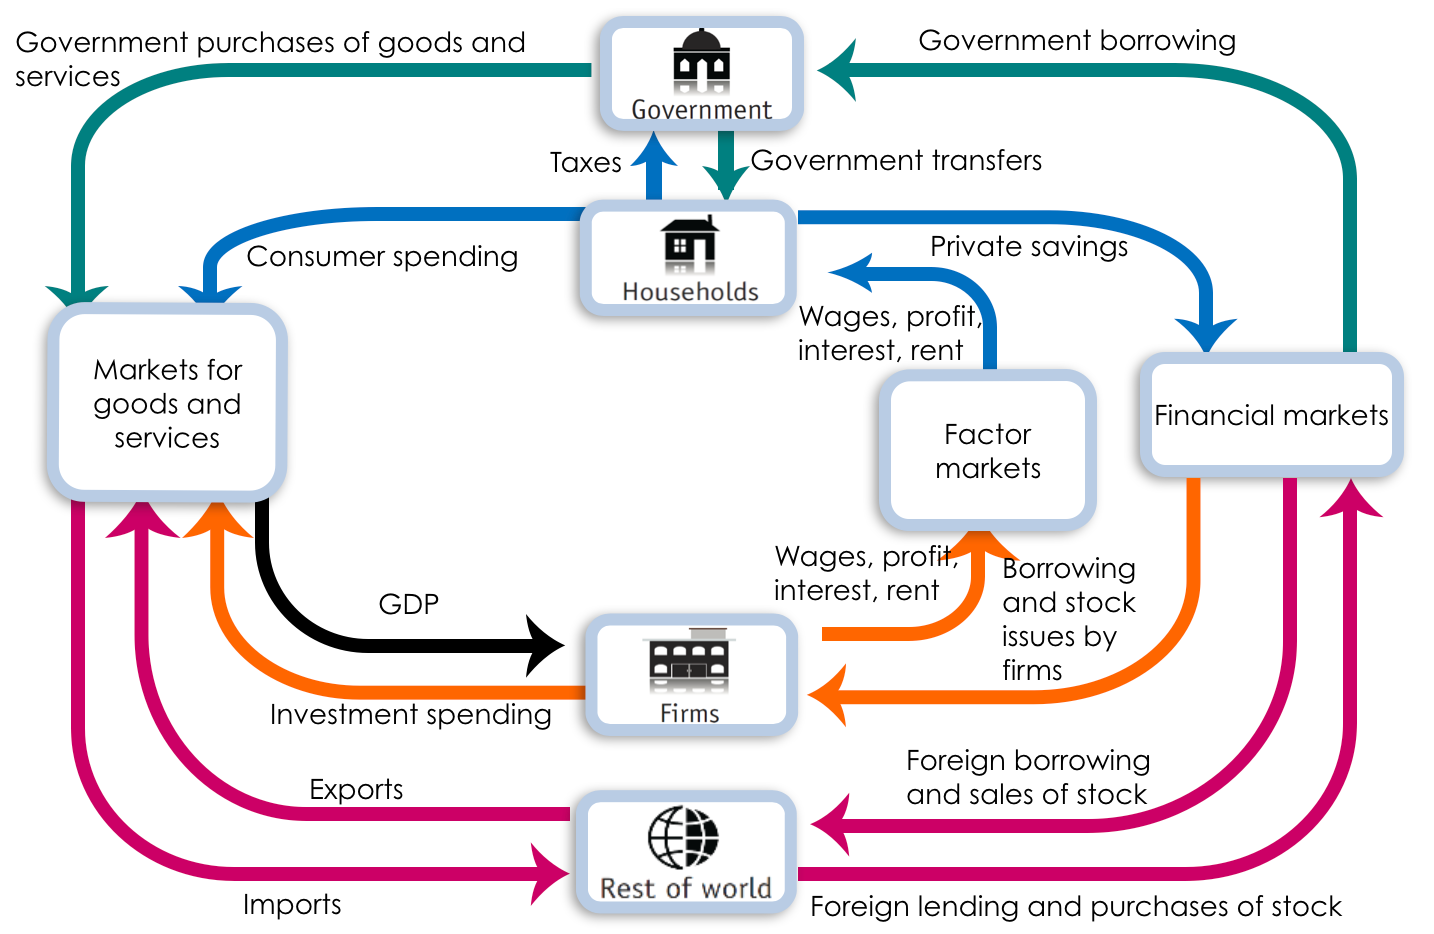 Government purchases of goods and
services
Government
Government borrowing
Taxes
Government transfers
Consumer spending
Households
Private savings
Wages, profit,
interest, rent
Markets for
goods and
services
Factor
markets
Financial markets
GDP
Wages, profit,
interest, rent
Borrowing
and stock
issues by
firms
Investment spending
Firms
Exports
Foreign borrowing
and sales of stock
Imports
Rest of world
Foreign lending and purchases of stock